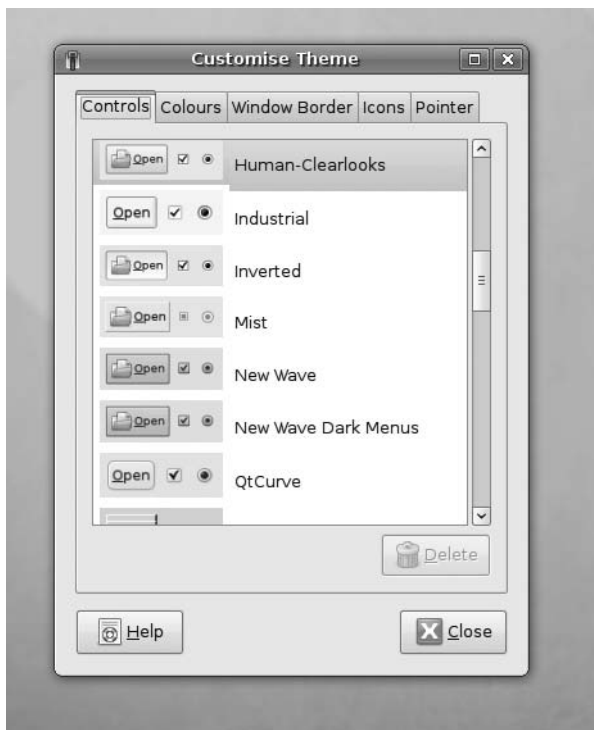 Customise Theme
Controls Colours Window Border Icons Pointer
Open Human-Clearlooks
Open Industrial
Open Inverted
Open Mist
Open New Wave
Open New Wave Dark Menus
Open QtCurve
Delete
Help Close